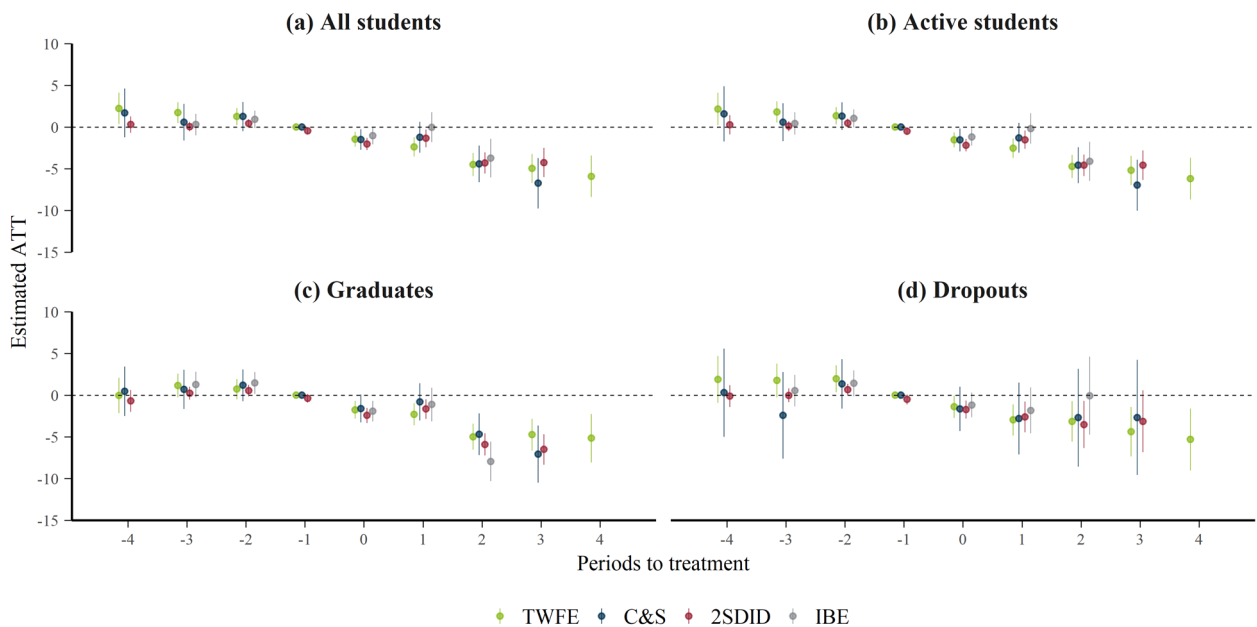 (a) All students (b) Active students
10
5
0
-5
-10
-15
Estimated ATT
(c) Graduates (d) Dropouts
10
5
0
-5
-10
-15
-4 -3 -2 -1 0 1 2 3 4 -4 -3 -2 -1 0 1 2 3 4
Periods to treatment
TWFE C&S 2SDID IBE